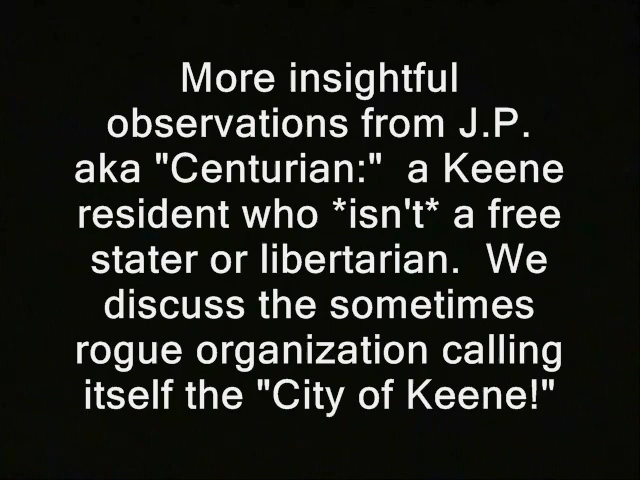 More insightful
observations from J.P.
aka "Centurian:"  a Keene
resident who *isn't* a free
stater or libertarian.  We
discuss the sometimes
rogue organization calling
itself the "City of Keene!"